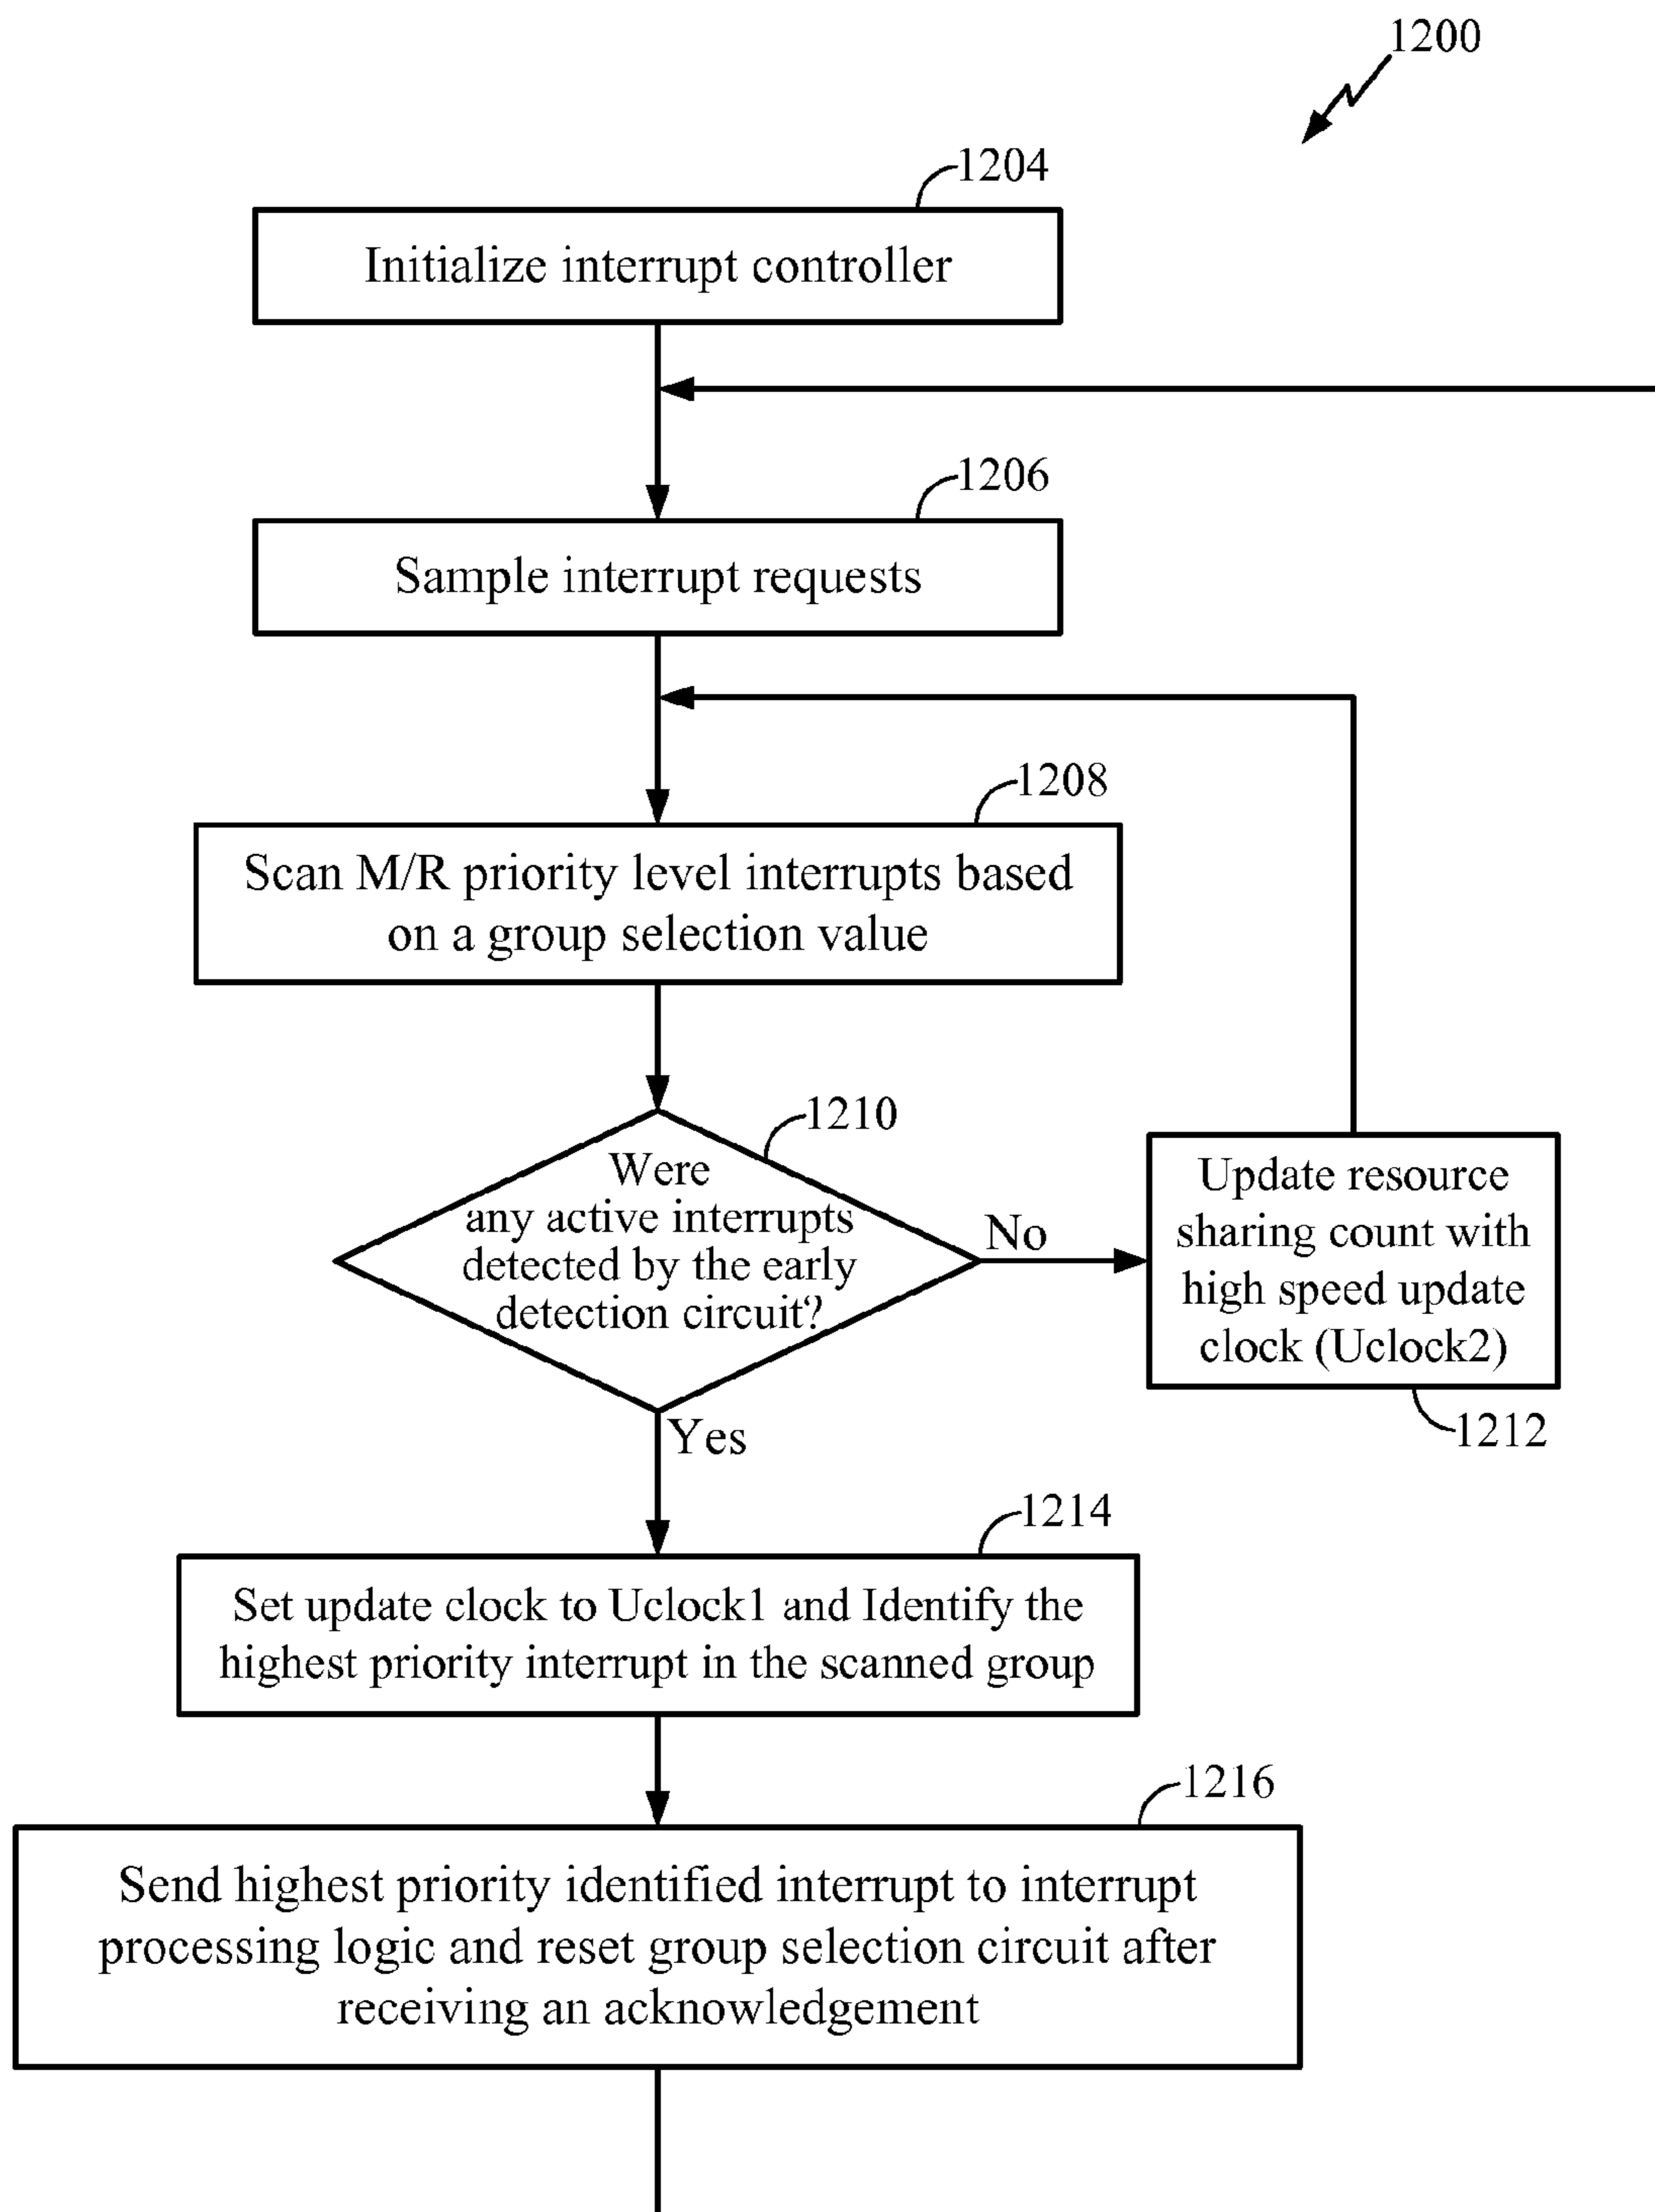 1200
1204
Initialize interrupt controller
1206
Sample interrupt requests
1208
Scan M/R priority level interrupts based
on a group selection value
1210
Were
any active interrupts
detected by the early
detection circuit?
No
Update resource
sharing count with
high speed update
clock (Uclock2)
1212
Yes
1214
Set update clock to Uclock1 and Identify the
highest priority interrupt in the scanned group
1216
Send highest priority identified interrupt to interrupt
processing logic and reset group selection circuit after
receiving an acknowledgement